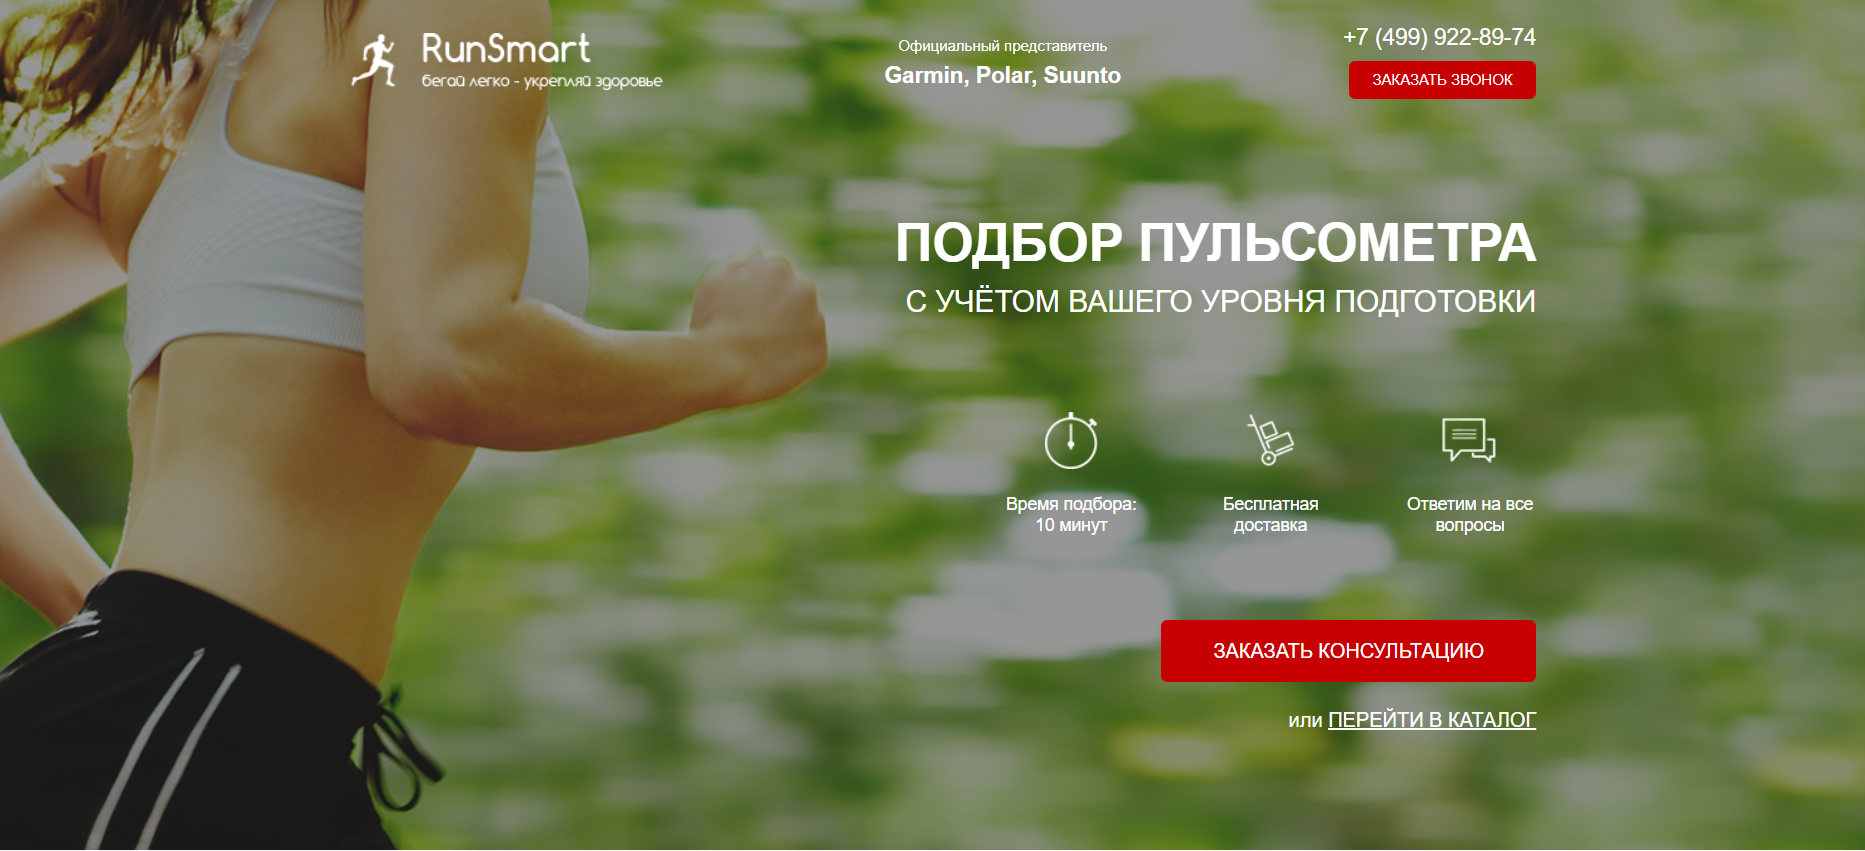 RunSmart
бегай легко - укрепляй здоровье
Официальный представитель
Garmin, Polar, Suunto
+7 (499) 922-89-74
ЗАКАЗАТЬ ЗВОНОК
ПОДБОР ПУЛЬСОМЕТРА
С УЧЁТОМ ВАШЕГО УРОВНЯ ПОДГОТОВКИ
Время подбора:
10 минут
Бесплатная
доставка
Ответим на все
вопросы
ЗАКАЗАТЬ КОНСУЛЬТАЦИЮ
или ПЕРЕЙТИ В КАТАЛОГ